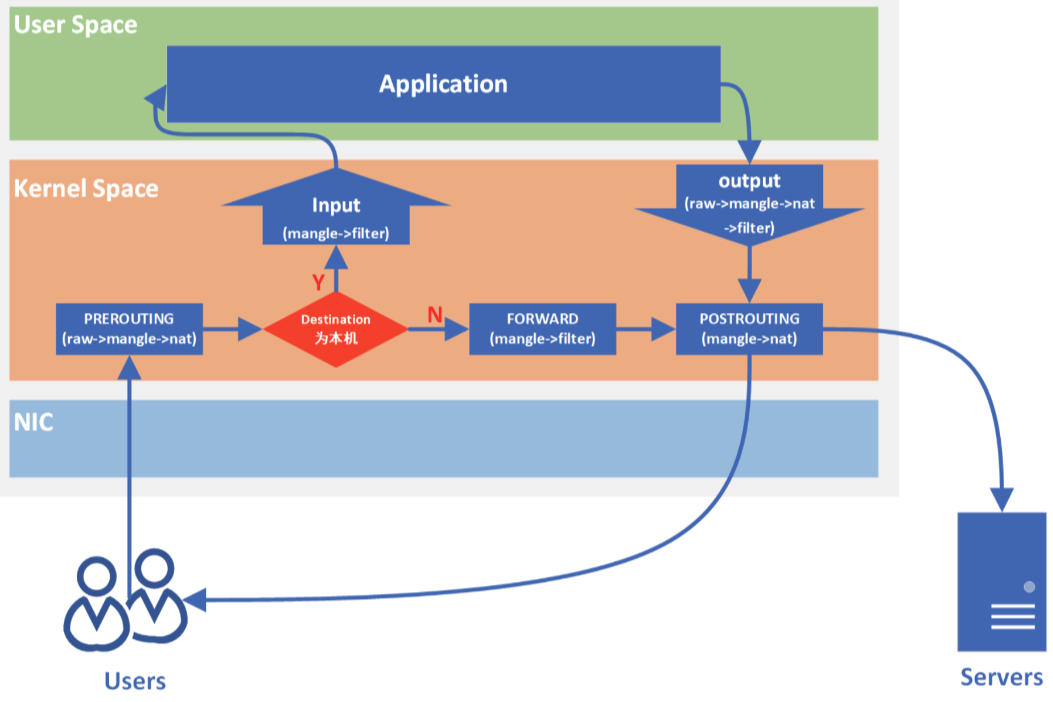 User Space
Application
Kernel Space
Input
(mangle->filter)
output
(raw->mangle->nat
->filter)
Y
N
PREROUTING
(raw->mangle->nat)
Destination
为本机
FORWARD
(mangle->filter)
POSTROUTING
(mangle->nat)
NIC
Users
Servers